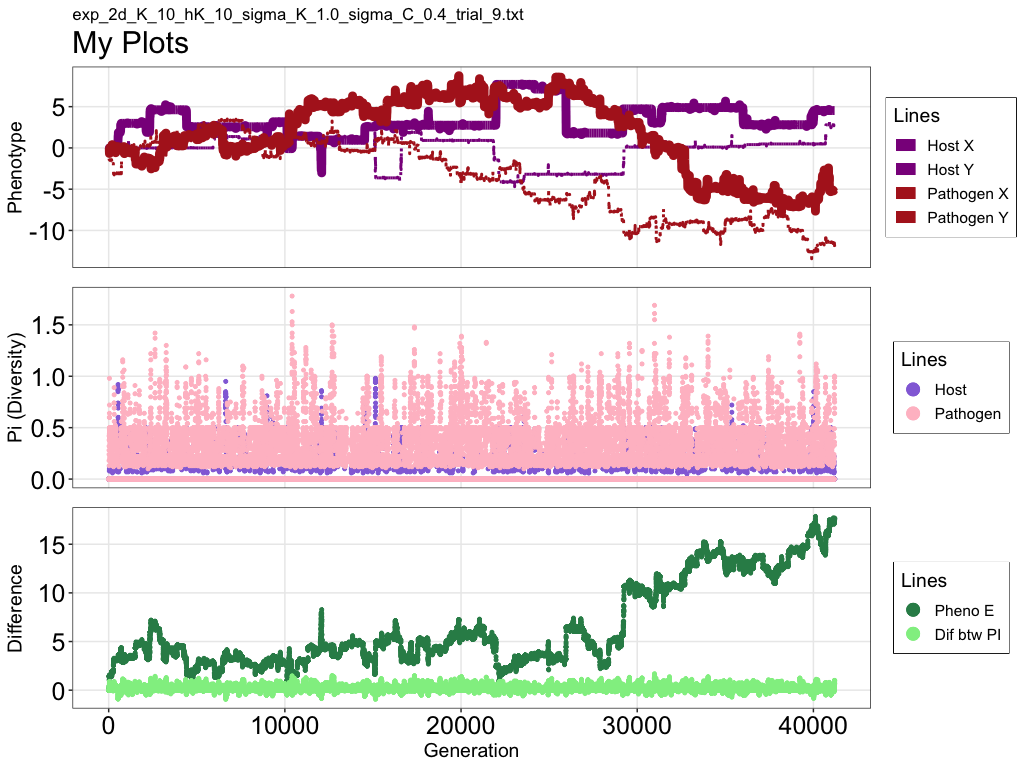 exp_2d_K_10_hK_10_sigma_K_1.0_sigma_C_0.4_trial_9.txt
My Plots
Phenotype
5
0
-5
-10
Lines
Host X
Host Y
Pathogen X
Pathogen Y
Pi (Diversity)
1.5
1.0
0.5
0.0
Lines
Host
Pathogen
Difference
15
10
5
0
Lines
Pheno E
Dif btw PI
0 10000 20000 30000 40000
Generation